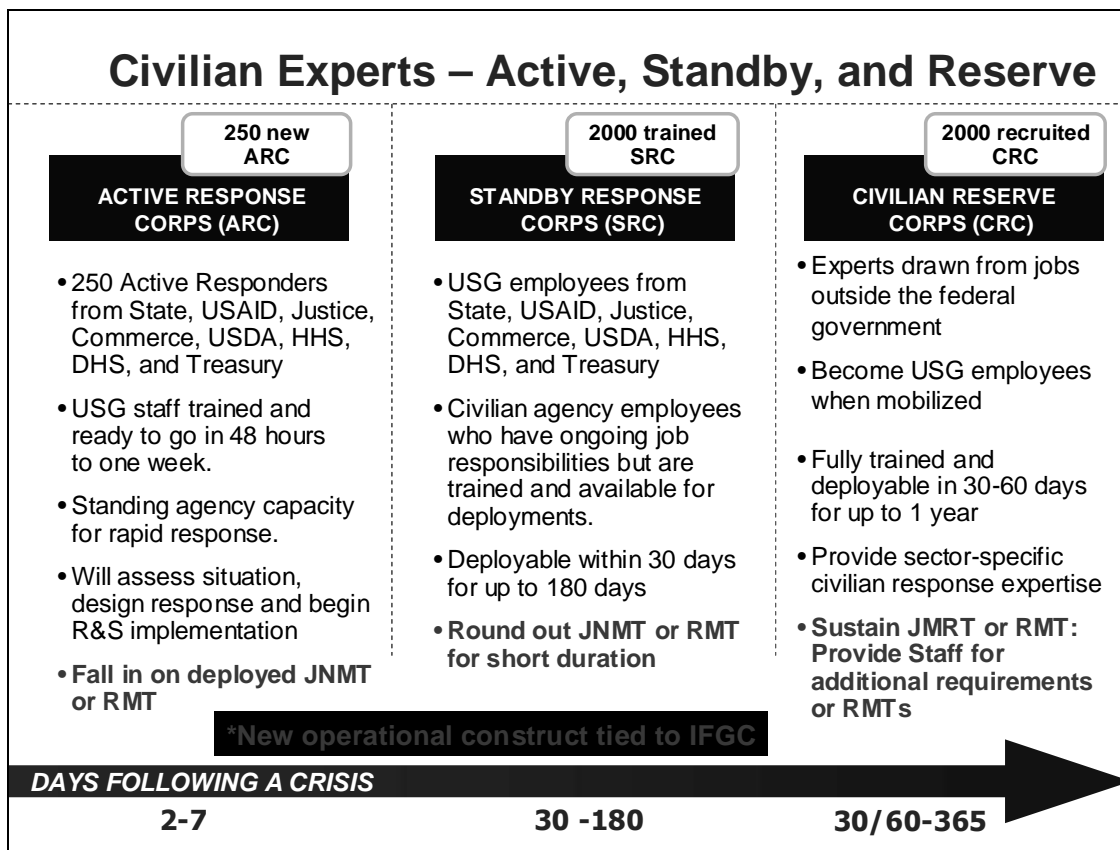 Civilian Experts – Active, Standby, and Reserve
250 new
ARC
ACTIVE RESPONSE
CORPS (ARC)
• 250 Active Responders
from State, USAID, Justice,
Commerce, USDA, HHS,
DHS, and Treasury
• USG staff trained and
ready to go in 48 hours
to one week.
• Standing agency capacity
for rapid response.
• Will assess situation,
design response and begin
R&S implementation
• Fall in on deployed JNMT
or RMT
2000 trained
SRC
STANDBY RESPONSE
CORPS (SRC)
• USG employees from
State, USAID, Justice,
Commerce, USDA, HHS,
DHS, and Treasury
• Civilian agency employees
who have ongoing job
responsibilities but are
trained and available for
deployments.
• Deployable within 30 days
for up to 180 days
• Round out JNMT or RMT
for short duration
2000 recruited
CRC
CIVILIAN RESERVE
CORPS (CRC)
• Experts drawn from jobs
outside the federal
government
• Become USG employees
when mobilized
• Fully trained and
deployable in 30-60 days
for up to 1 year
• Provide sector-specific
civilian response expertise
• Sustain JMRT or RMT:
Provide Staff for
additional requirements
or RMTs
*New operational construct tied to IFGC
DAYS FOLLOWING A CRISIS
2-7
30 -180
30/60-365